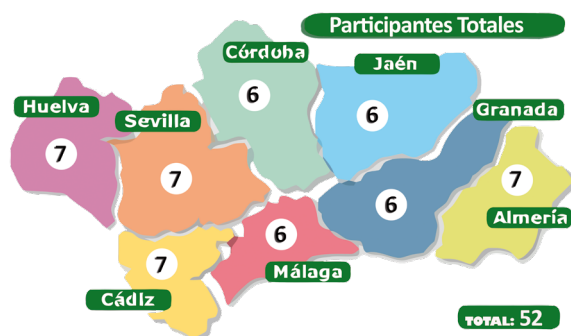 Participantes Totales
Córdoba
6
Jaén
6
Huelva
7
Sevilla
7
Granada
6
7
Almería
6
Málaga
7
Cádiz
TOTAL: 52